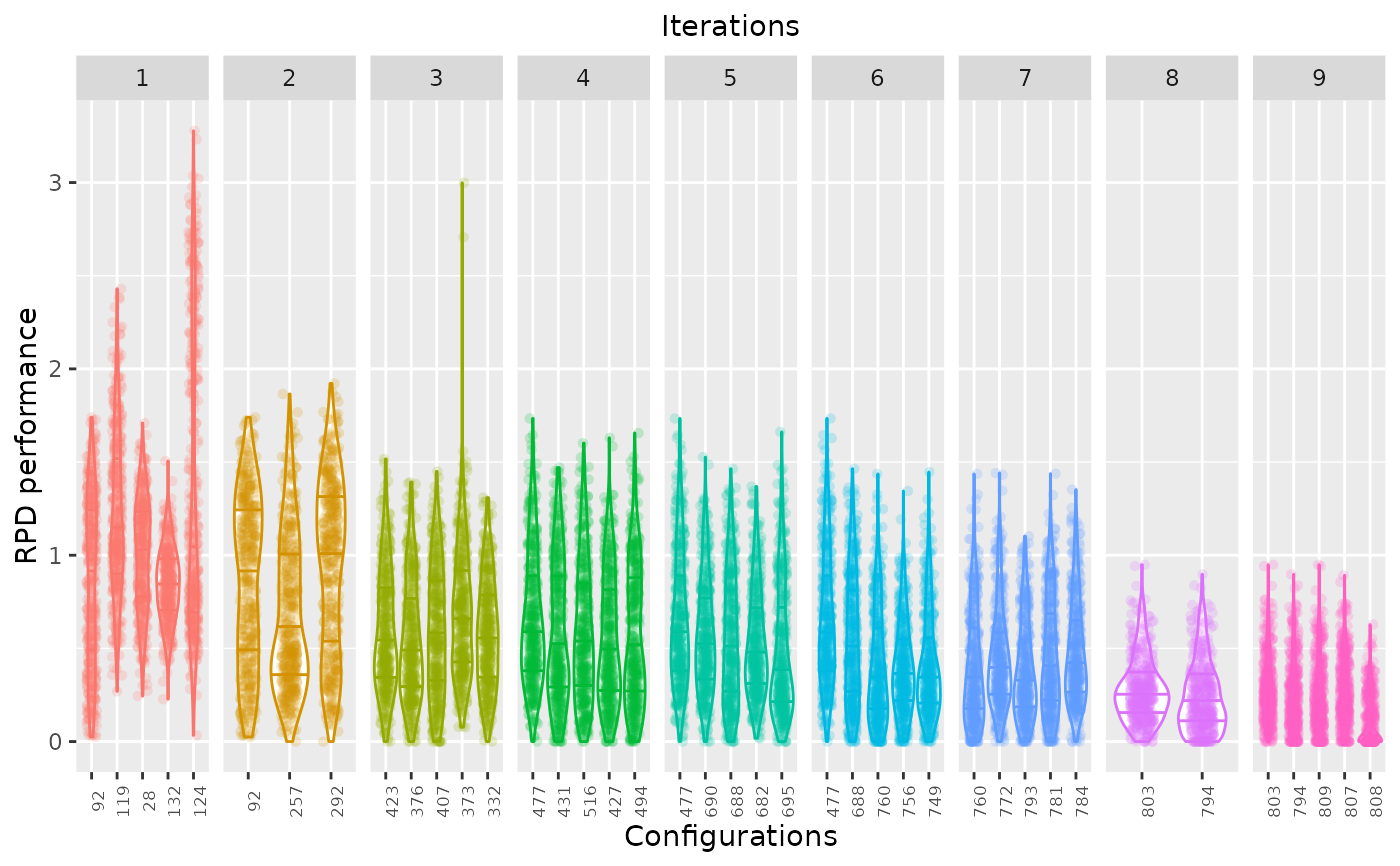 Iterations
1 2 3 4 5 6 7 8 9
RPD performance
3
2
1
0
92 119 28 132 124 92 257 292 423 376 407 373 332 477 431 516 427 494 477 690 688 682 695 477 688 760 756 749 760 772 793 781 784 803 794 803 794 809 807 808
Configurations